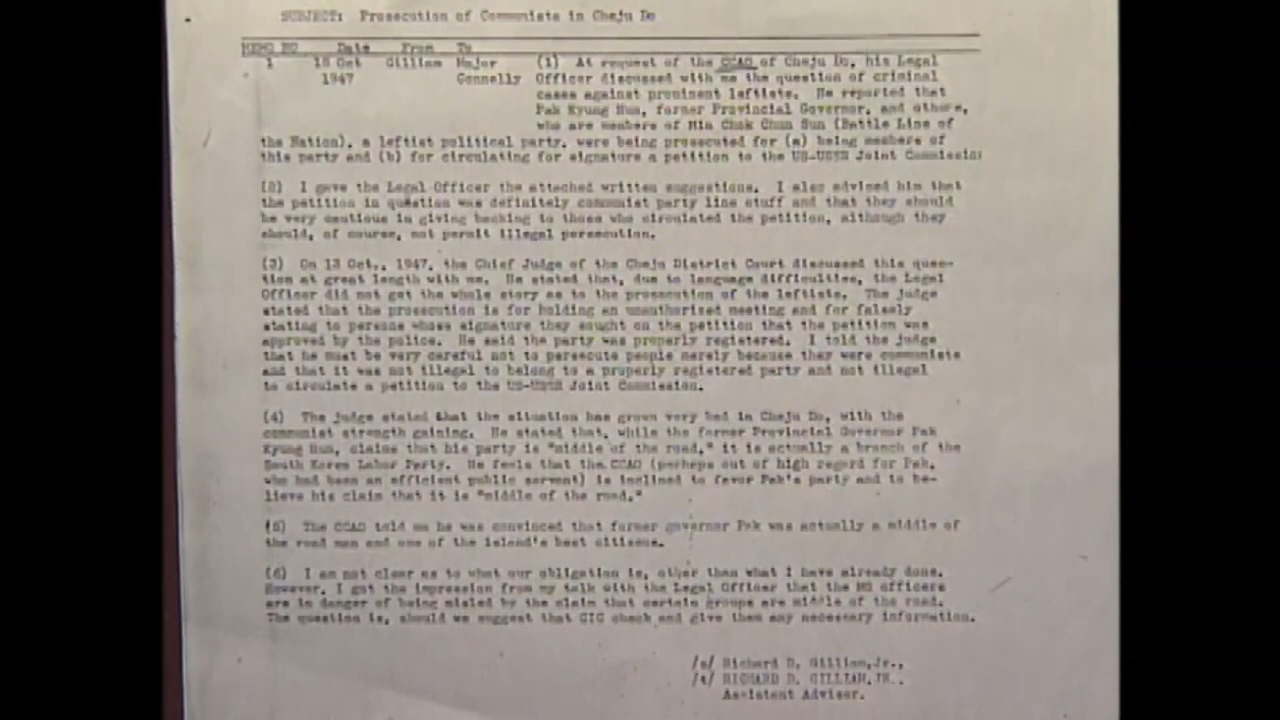 SUBJECT: Prosecution of Communists in Cheju Do
MEMO NO Date From To
1 18 Oct Gilliam Major (1) At request of the CCAO of Cheju Do, his Legal
1947 Connelly Officer discussed with me the question of criminal
cases against prominent leftists. He reported that
Pak Kyung Hun, former Provincial Governor, and others,
who are members of Min Chok Chun Sun (Battle Line of
the Nation), a leftist political party, were being prosecuted for (a) being members of
this party and (b) for circulating for signature a petition to the US-USSR Joint Commission
(2) I gave the Legal Officer the attached written suggestions. I also advised him that
the petition in question was definitely communist party line stuff and that they should
be very cautious in giving backing to those who circulated the petition, although they
should, of course, not permit illegal persecution.
(3) On 13 Oct., 1947, the Chief Judge of the Cheju District Court discussed this ques-
tion at great length with me. He stated that, due to language difficulties, the Legal
Officer did not get the whole story as to the prosecution of the leftists. The judge
stated that the prosecution is for holding an unauthorized meeting and for falsely
stating to persons whose signature they sought on the petition that the petition was
approved by the police. He said the party was properly registered. I told the judge
that he must be very careful not to persecute people merely because they were communists
and that it was not illegal to belong to a properly registered party and not illegal
to circulate a petition to the US-USSR Joint Commission.
(4) The judge stated that the situation has grown very bad in Cheju Do, with the
communist strength gaining. He stated that, while the former Provincial Governor Pak
Kyung Hun, claims that his party is "middle of the road," it is actually a branch of the
South Korea Labor Party. He feels that the CCAO (perhaps out of high regard for Pak,
who had been an efficient public servant) is inclined to favor Pak's party and to be-
lieve his claim that it is "middle of the road."
(5) The CCAO told me he was convinced that former governor Pak was actually a middle of
the road man and one of the island's best citizens.
(6) I am not clear as to what our obligation is, other than what I have already done.
However, I got the impression from my talk with the Legal Officer that the MG officers
are in danger of being misled by the claim that certain groups are middle of the road.
The question is, should we suggest that CIC check and give them any necessary information.
/s/ Richard D. Gilliam,Jr.,
/t/ RICHARD D. GILLIAM,JR.,
Assistant Adviser.